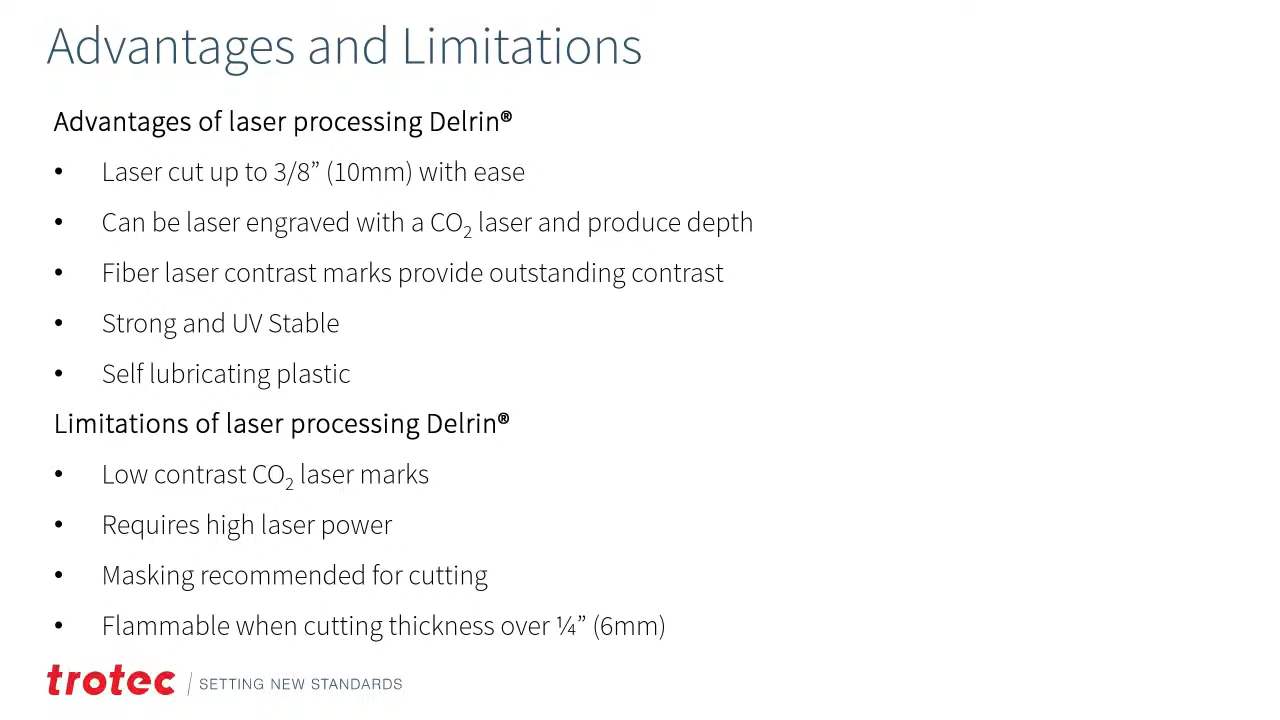 Advantages and Limitations
Advantages of laser processing Delrin®
• Laser cut up to 3/8” (10mm) with ease
• Can be laser engraved with a CO₂ laser and produce depth
• Fiber laser contrast marks provide outstanding contrast
• Strong and UV Stable
• Self lubricating plastic
Limitations of laser processing Delrin®
• Low contrast CO₂ laser marks
• Requires high laser power
• Masking recommended for cutting
• Flammable when cutting thickness over ¼” (6mm)
trotec / SETTING NEW STANDARDS